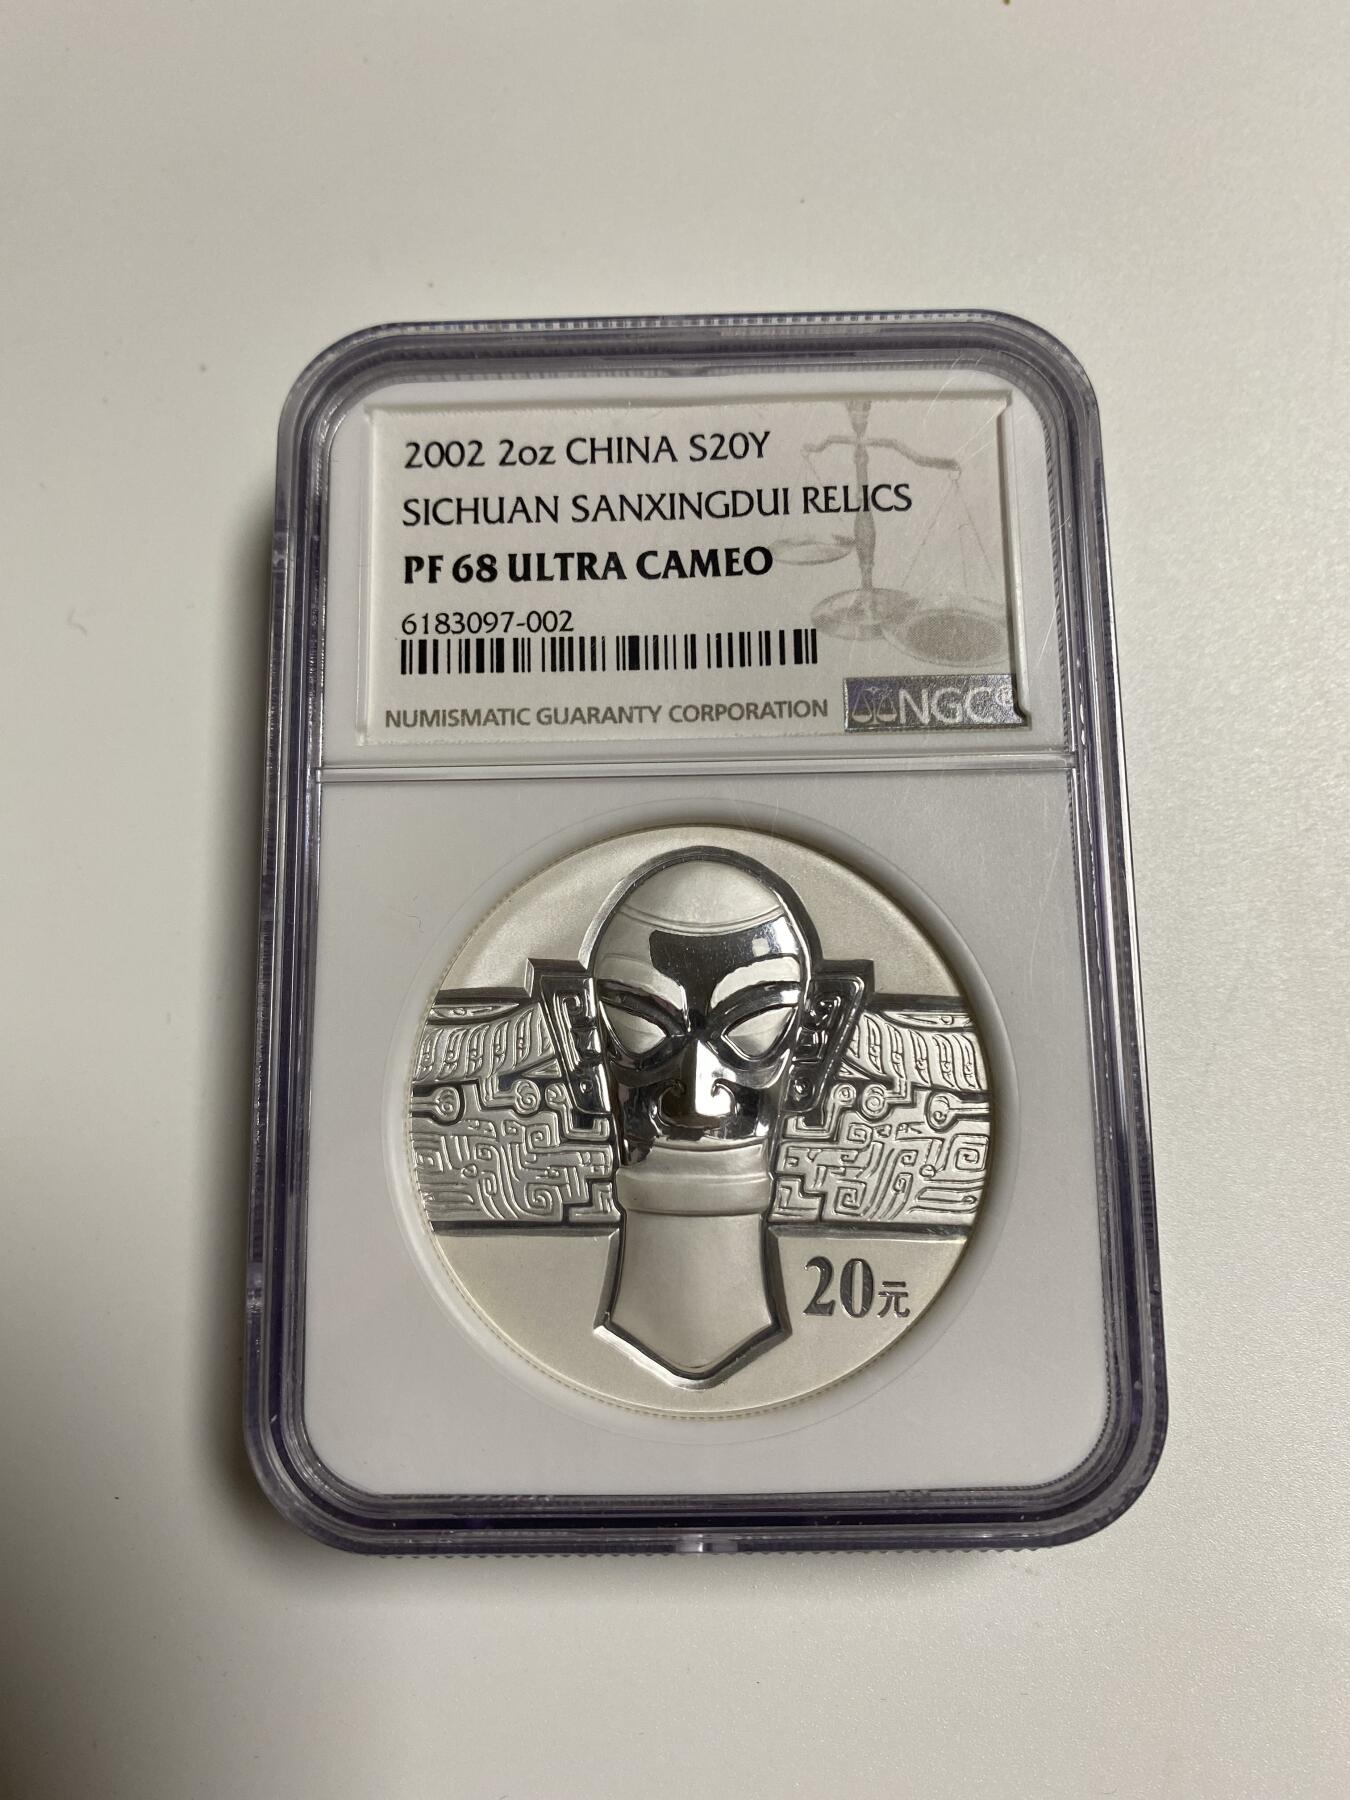 2002 2oz CHINA S20Y
SICHUAN SANXINGDUI RELICS
PF 68 ULTRA CAMEO
6183097-002
NUMISMATIC GUARANTY CORPORATION
NGC
20元